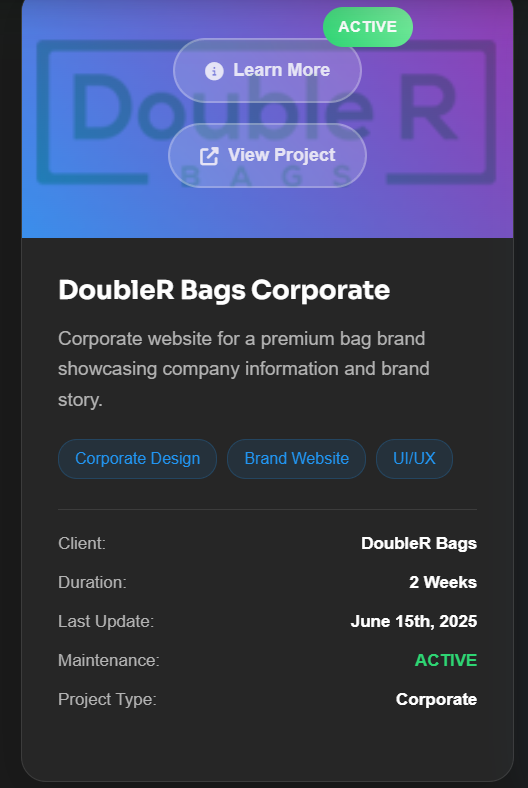 ACTIVE
Learn More
Double R
View Project
BAGS
DoubleR Bags Corporate
Corporate website for a premium bag brand
showcasing company information and brand
story.
Corporate Design
Brand Website
UI/UX
Client: DoubleR Bags
Duration: 2 Weeks
Last Update: June 15th, 2025
Maintenance: ACTIVE
Project Type: Corporate